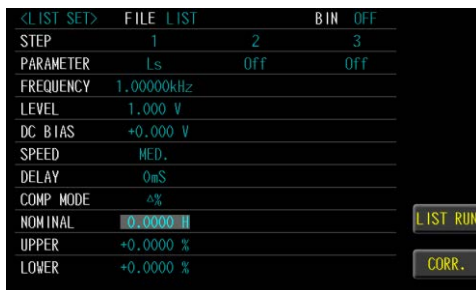 <LIST SET> FILE LIST BIN OFF
STEP 1 2 3
PARAMETER Ls Off Off
FREQUENCY 1.00000kHz
LEVEL 1.000 V
DC BIAS +0.000 V
SPEED MED.
DELAY 0mS
COMP MODE △%
NOMINAL 0.0000 H
LIST RUN
UPPER +0.0000 %
LOWER +0.0000 %
CORR.